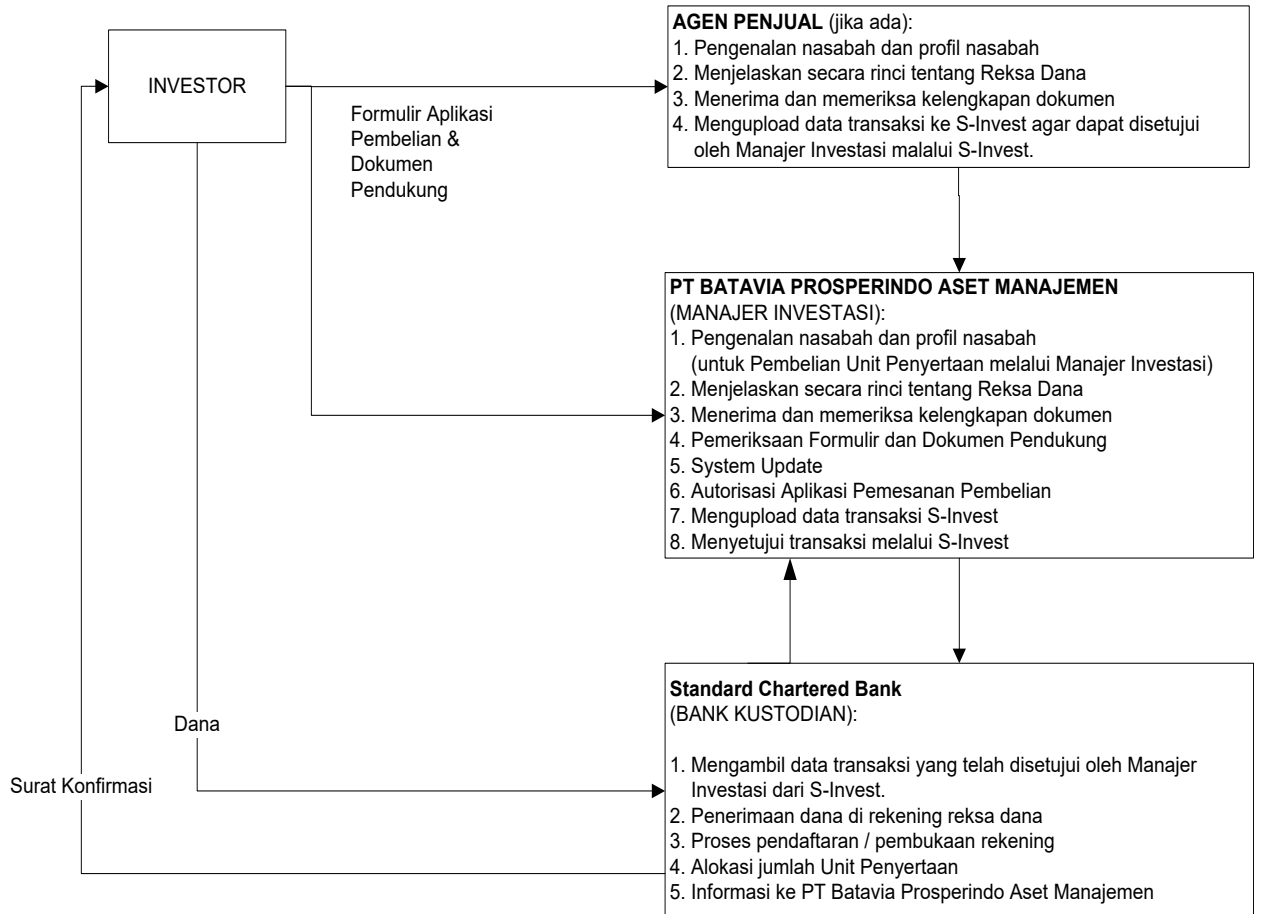 INVESTOR
Formulir Aplikasi
Pembelian &
Dokumen
Pendukung
AGEN PENJUAL (jika ada):
1. Pengenalan nasabah dan profil nasabah
2. Menjelaskan secara rinci tentang Reksa Dana
3. Menerima dan memeriksa kelengkapan dokumen
4. Mengupload data transaksi ke S-Invest agar dapat disetujui
oleh Manajer Investasi malalui S-Invest.
PT BATAVIA PROSPERINDO ASET MANAJEMEN
(MANAJER INVESTASI):
1. Pengenalan nasabah dan profil nasabah
(untuk Pembelian Unit Penyertaan melalui Manajer Investasi)
2. Menjelaskan secara rinci tentang Reksa Dana
3. Menerima dan memeriksa kelengkapan dokumen
4. Pemeriksaan Formulir dan Dokumen Pendukung
5. System Update
6. Autorisasi Aplikasi Pemesanan Pembelian
7. Mengupload data transaksi S-Invest
8. Menyetujui transaksi melalui S-Invest
Dana
Surat Konfirmasi
Standard Chartered Bank
(BANK KUSTODIAN):
1. Mengambil data transaksi yang telah disetujui oleh Manajer
Investasi dari S-Invest.
2. Penerimaan dana di rekening reksa dana
3. Proses pendaftaran / pembukaan rekening
4. Alokasi jumlah Unit Penyertaan
5. Informasi ke PT Batavia Prosperindo Aset Manajemen